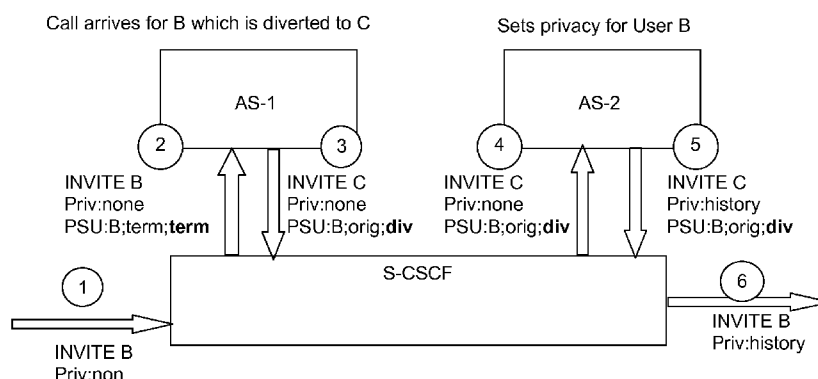 Call arrives for B which is diverted to C
Sets privacy for User B
AS-1
AS-2
2
3
4
5
INVITE B
Priv:none
PSU:B;term;term
INVITE C
Priv:none
PSU:B;orig;div
INVITE C
Priv:none
PSU:B;orig;div
INVITE C
Priv:history
PSU:B;orig;div
S-CSCF
1
6
INVITE B
Priv:non
INVITE B
Priv:history